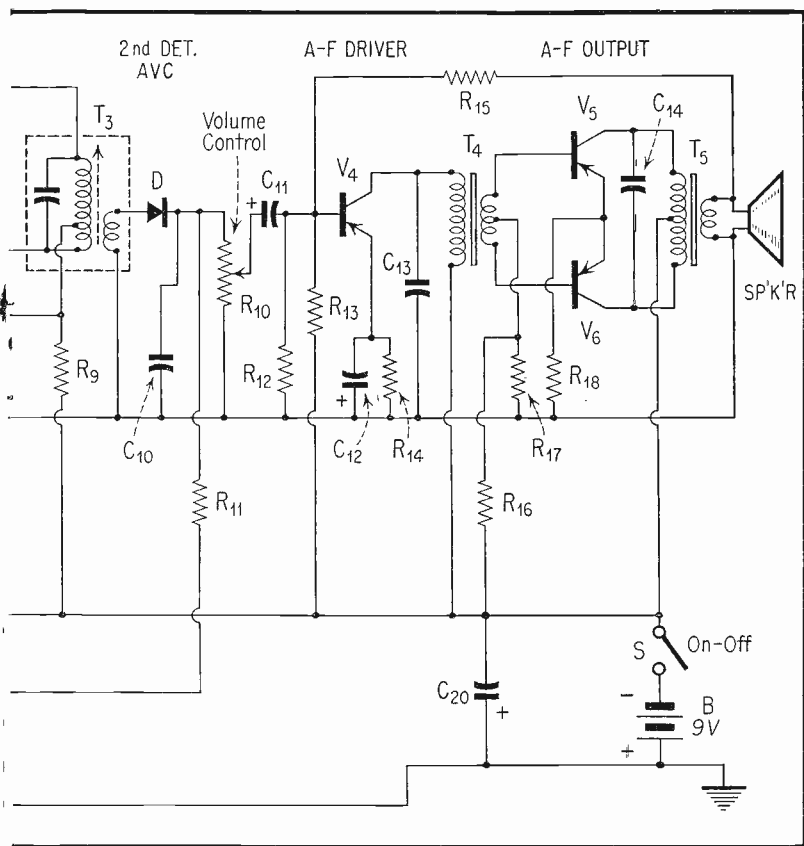 2nd DET.
AVC
A-F DRIVER
A-F OUTPUT
R15
T3
Volume
Control
V5
C14
D
C11
V4
T4
T5
+
C13
SP'K'R
R10
R13
V6
R9
R12
R18
+
C10
C12
R14
R17
R11
R16
S
On-Off
C20
+
-
B
9V
+